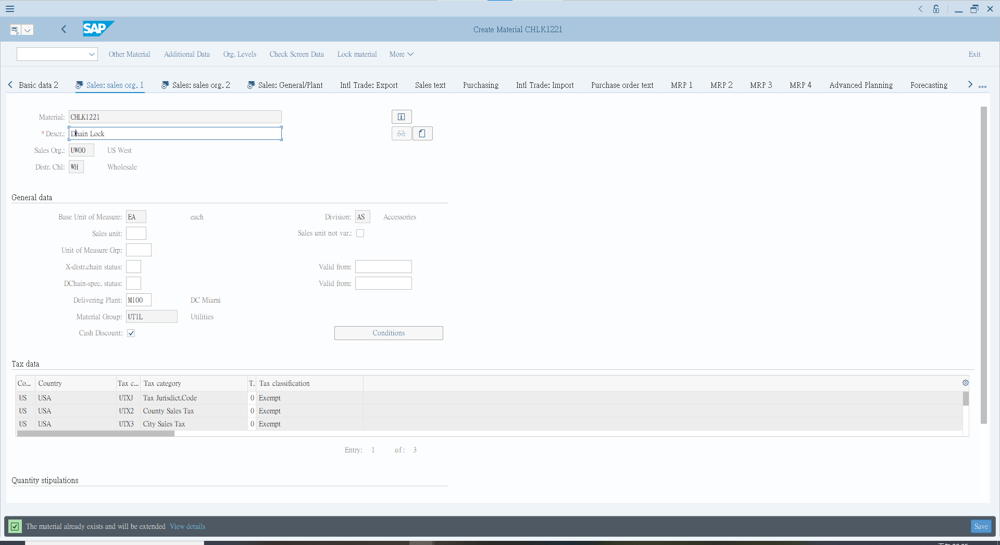 SAP
Create Material CHLK1221
Other Material
Additional Data
Org. Levels
Check Screen Data
Lock material
More
Exit
Basic data 2
Sales: sales org. 1
Sales: sales org. 2
Sales: General/Plant
Intl Trade: Export
Sales text
Purchasing
Intl Trade: Import
Purchase order text
MRP 1
MRP 2
MRP 3
MRP 4
Advanced Planning
Forecasting
Material: CHLK1221
* Descr.: Dhain Lock
Sales Org.: UW00 US West
Distr. Chl: WH Wholesale
General data
Base Unit of Measure: EA each Division: AS Accessories
Sales unit: Sales unit not var.:
Unit of Measure Grp:
X-distr.chain status: Valid from:
DChain-spec. status: Valid from:
Delivering Plant: MI00 DC Miami
Material Group: UTIL Utilities
Cash Discount: Conditions
Tax data
Co... Country Tax c... Tax category T. Tax classification
US USA UTXJ Tax Jurisdict.Code 0 Exempt
US USA UTX2 County Sales Tax 0 Exempt
US USA UTX3 City Sales Tax 0 Exempt
Entry: 1 of: 3
Quantity stipulations
The material already exists and will be extended View details
Save